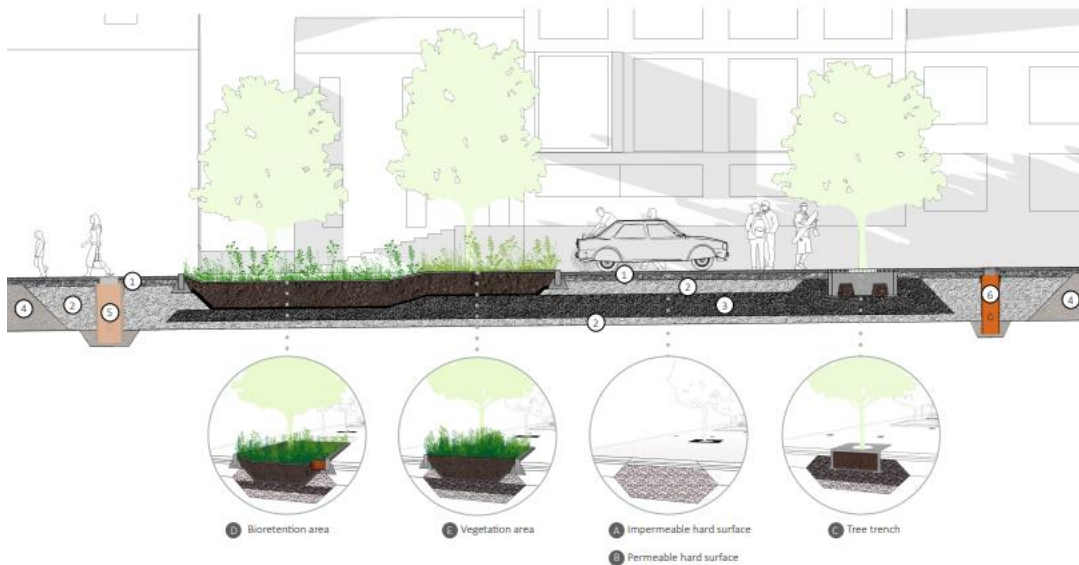 1
1
2
2
3
4
5
6
4
2
D Bioretention area
E Vegetation area
A Impermeable hard surface
C Tree trench
B Permeable hard surface